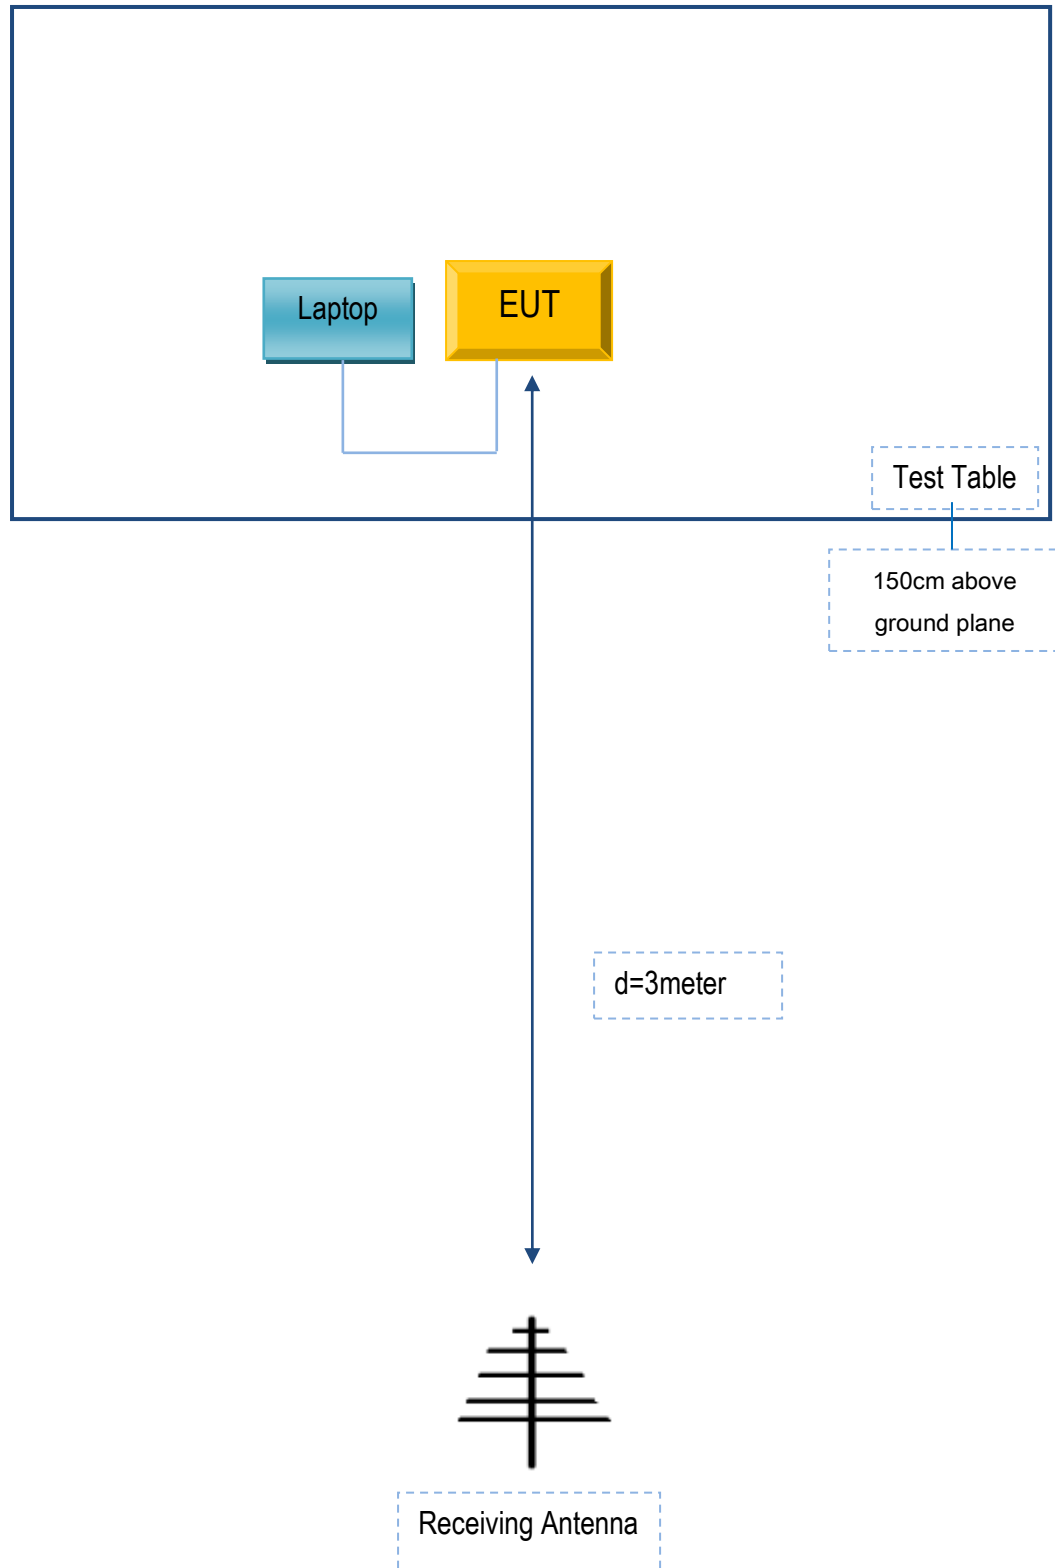 Laptop
EUT
Test Table
150cm above
ground plane
d=3meter
Receiving Antenna